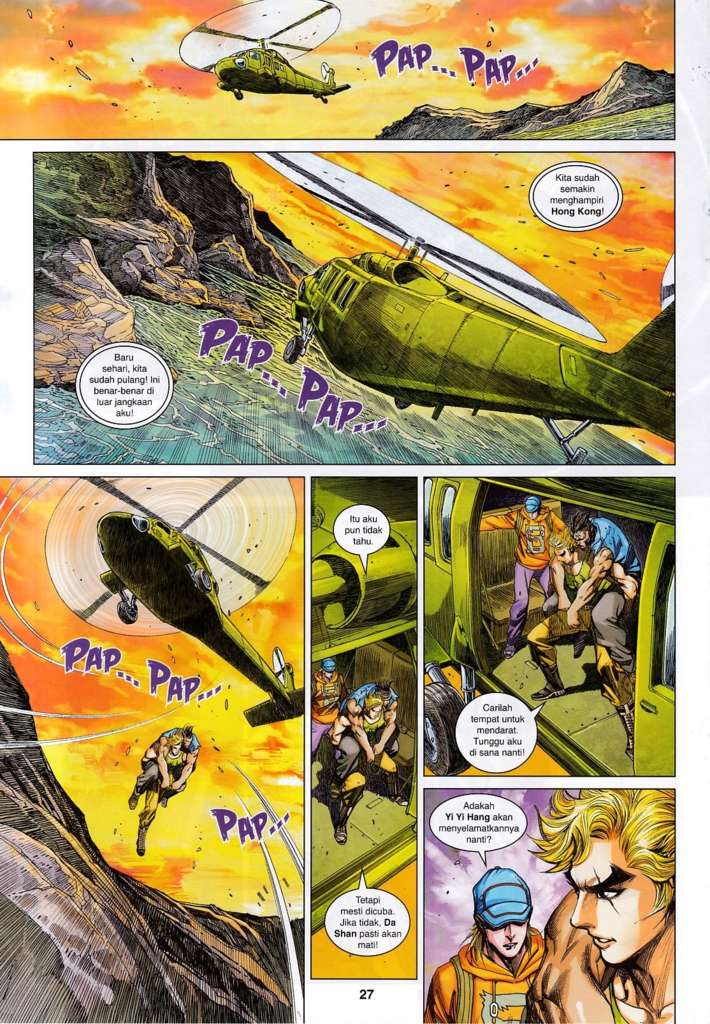 PAP... PAP...
Kita sudah
semakin
menghampiri
Hong Kong!
PAP... PAP...
Baru
sehari, kita
sudah pulang! Ini
benar-benar di
luar jangkaan
aku!
PAP... PAP...
PAP...
Itu aku
pun tidak
tahu.
Tetapi
mesti dicuba.
Jika tidak, Da
Shan pasti akan
mati!
Carilah
tempat untuk
mendarat.
Tunggu aku
di sana nanti!
Adakah
Yi Yi Hang akan
menyelamatkannya
nanti?
27